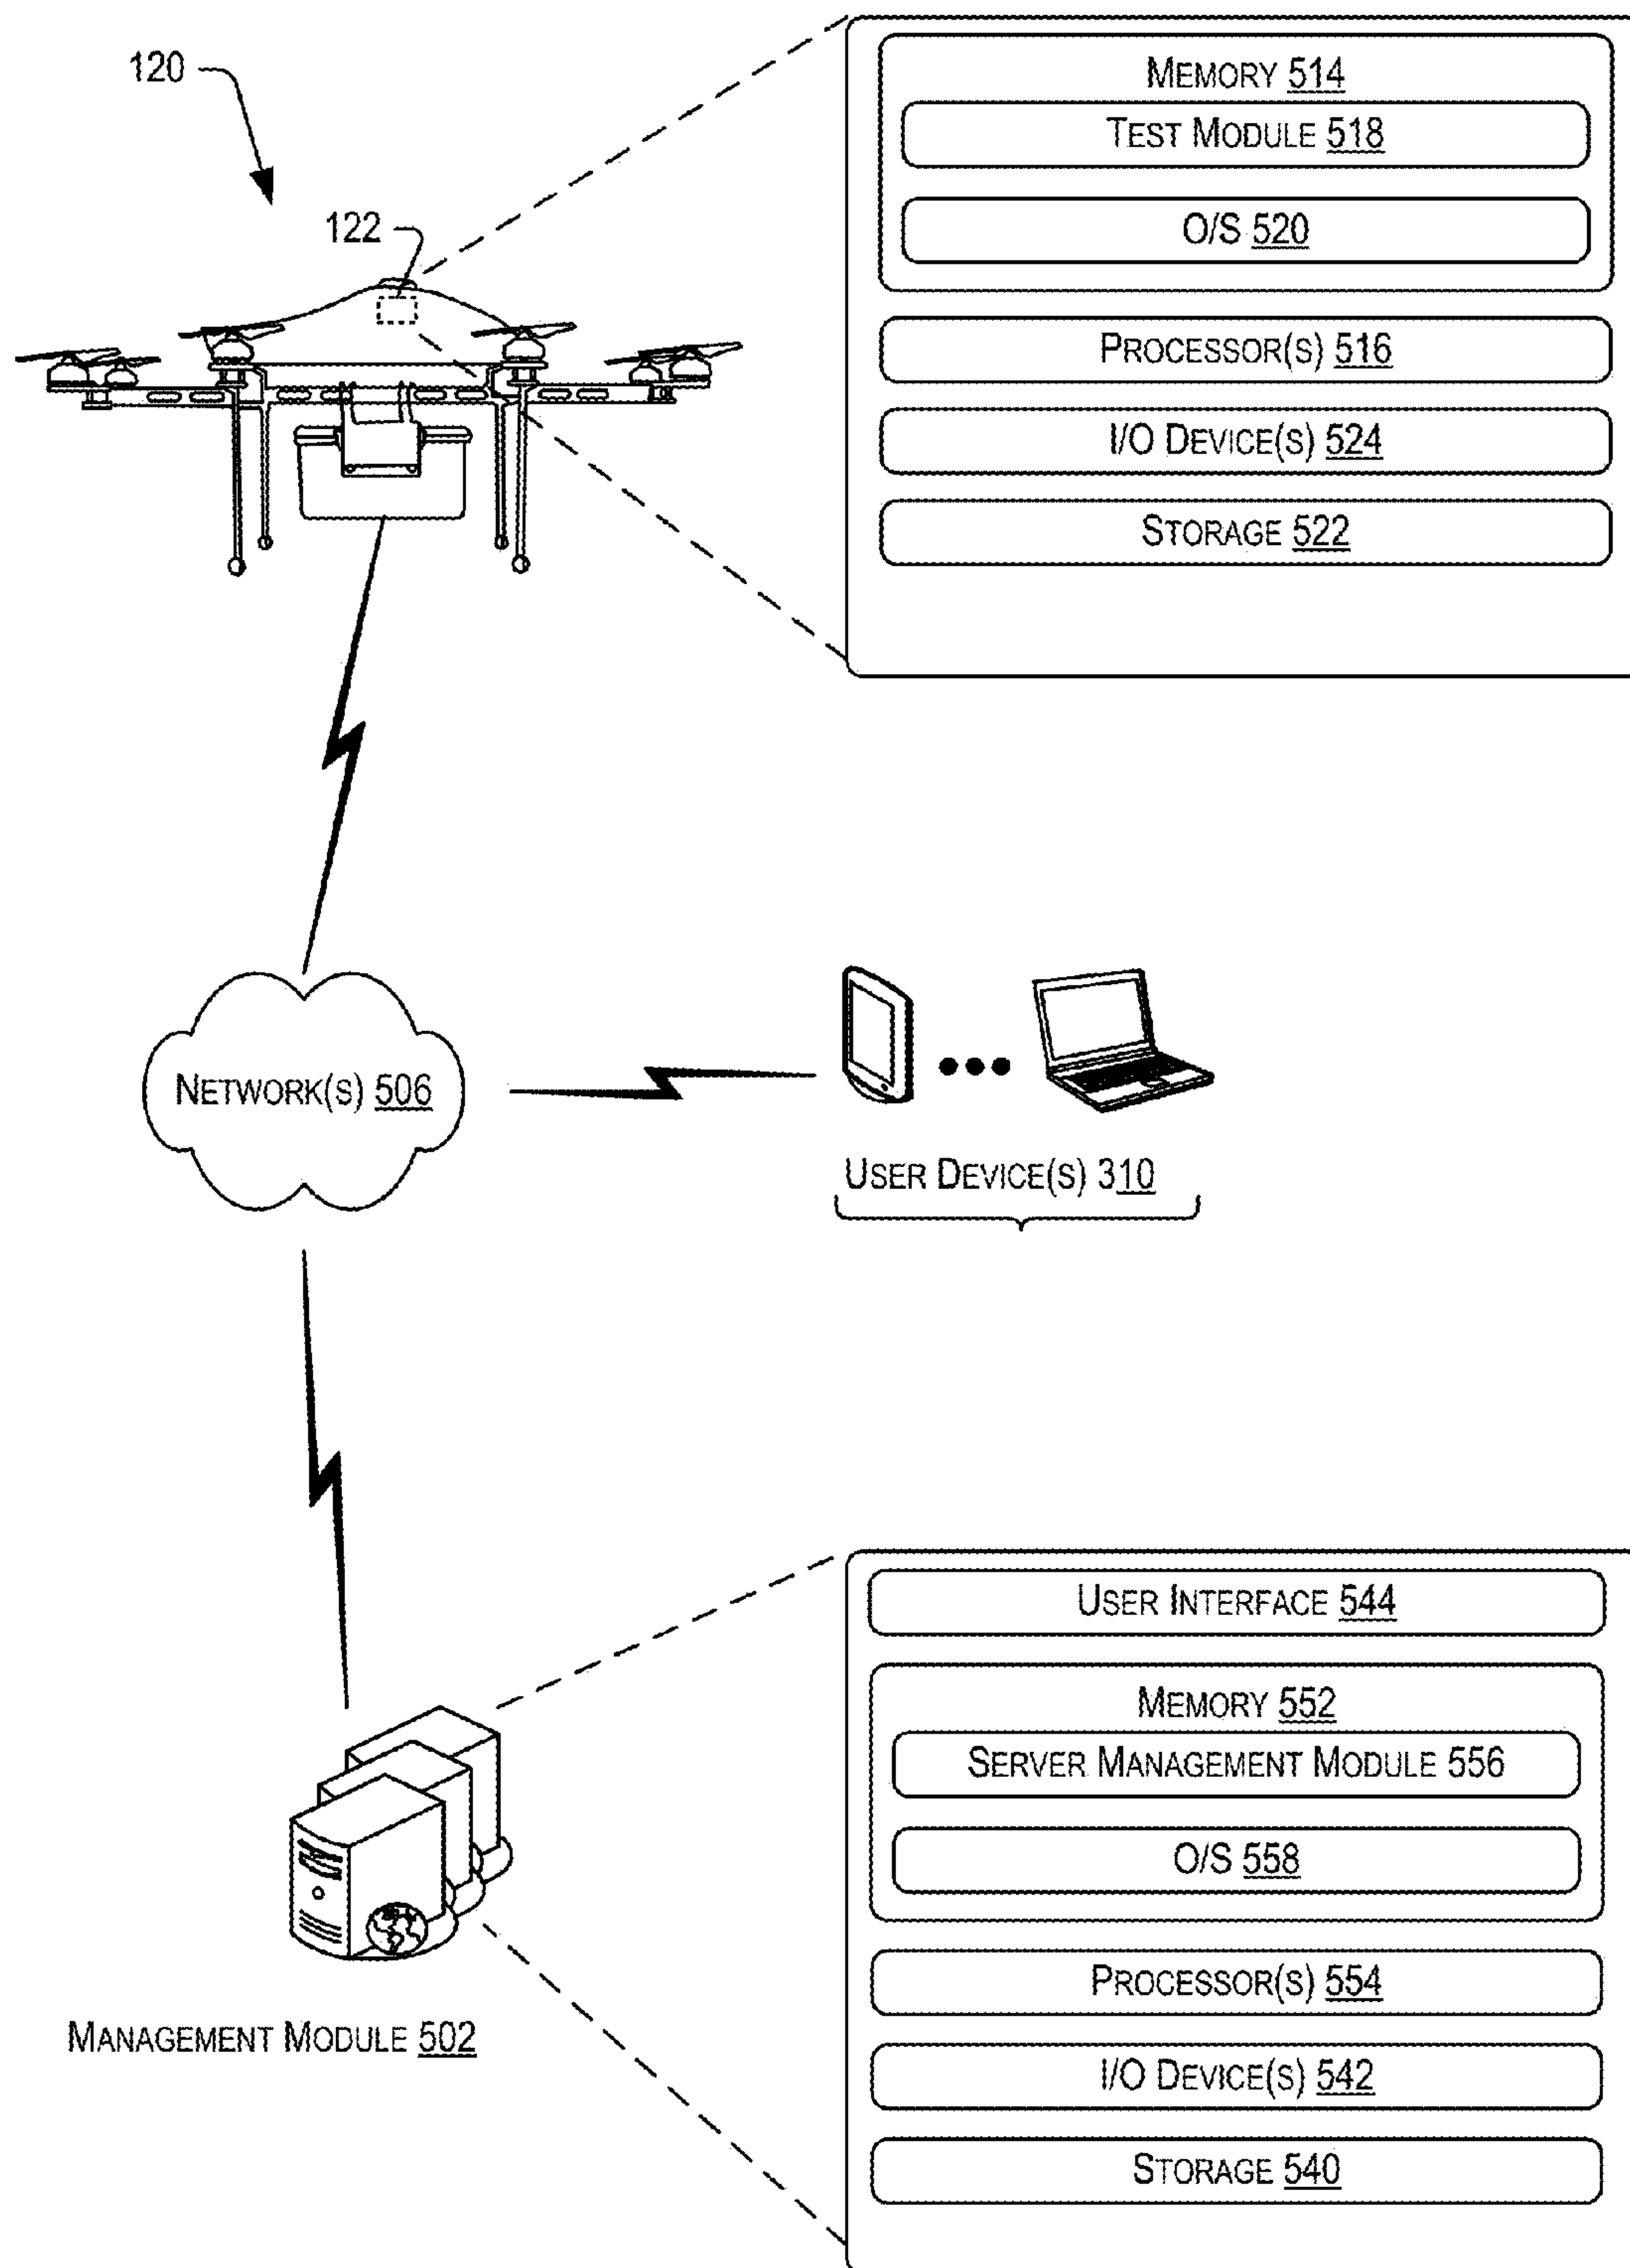 120
122
MEMORY 514
TEST MODULE 518
O/S 520
PROCESSOR(S) 516
I/O DEVICE(S) 524
STORAGE 522
NETWORK(S) 506
USER DEVICE(S) 310
USER INTERFACE 544
MEMORY 552
SERVER MANAGEMENT MODULE 556
O/S 558
PROCESSOR(S) 554
MANAGEMENT MODULE 502
I/O DEVICE(S) 542
STORAGE 540